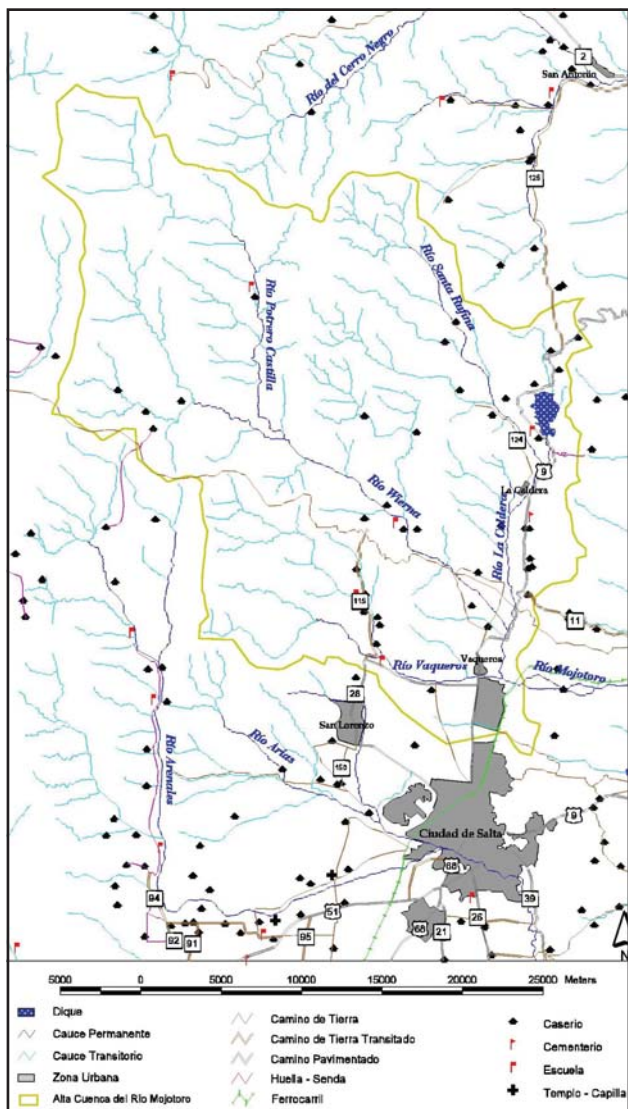 Río del Cerro Negro
2
San Antonio
125
Río Santa Rufina
Río Potrero Castilla
124
9
La Caldera
Río Wierna
Río La Caldera
115
11
Vaqueros
Río Vaqueros
Río Mojotoro
28
San Lorenzo
Río Arias
Río Arenales
150
9
Ciudad de Salta
68
94
51
39
92
91
95
68
21
26
N
5000
0
5000
10000
15000
20000
25000 Meters
Dique
Cauce Permanente
Cauce Transitorio
Zona Urbana
Alta Cuenca del Río Mojotoro
Camino de Tierra
Camino de Tierra Transitado
Camino Pavimentado
Huella - Senda
Ferrocarril
Caserio
Cementerio
Escuela
Templo - Capilla